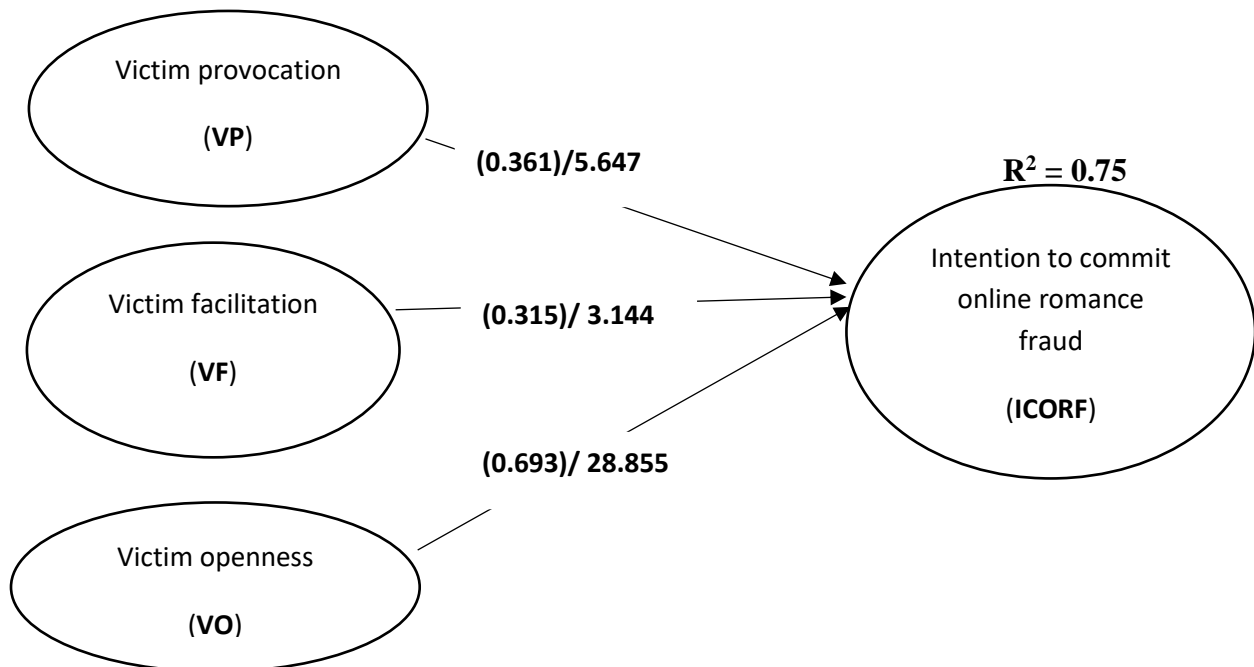 Victim provocation
(VP)
(0.361)/5.647
Victim facilitation
(VF)
(0.315)/ 3.144
Victim openness
(VO)
(0.693)/ 28.855
R² = 0.75
Intention to commit
online romance
fraud
(ICORF)